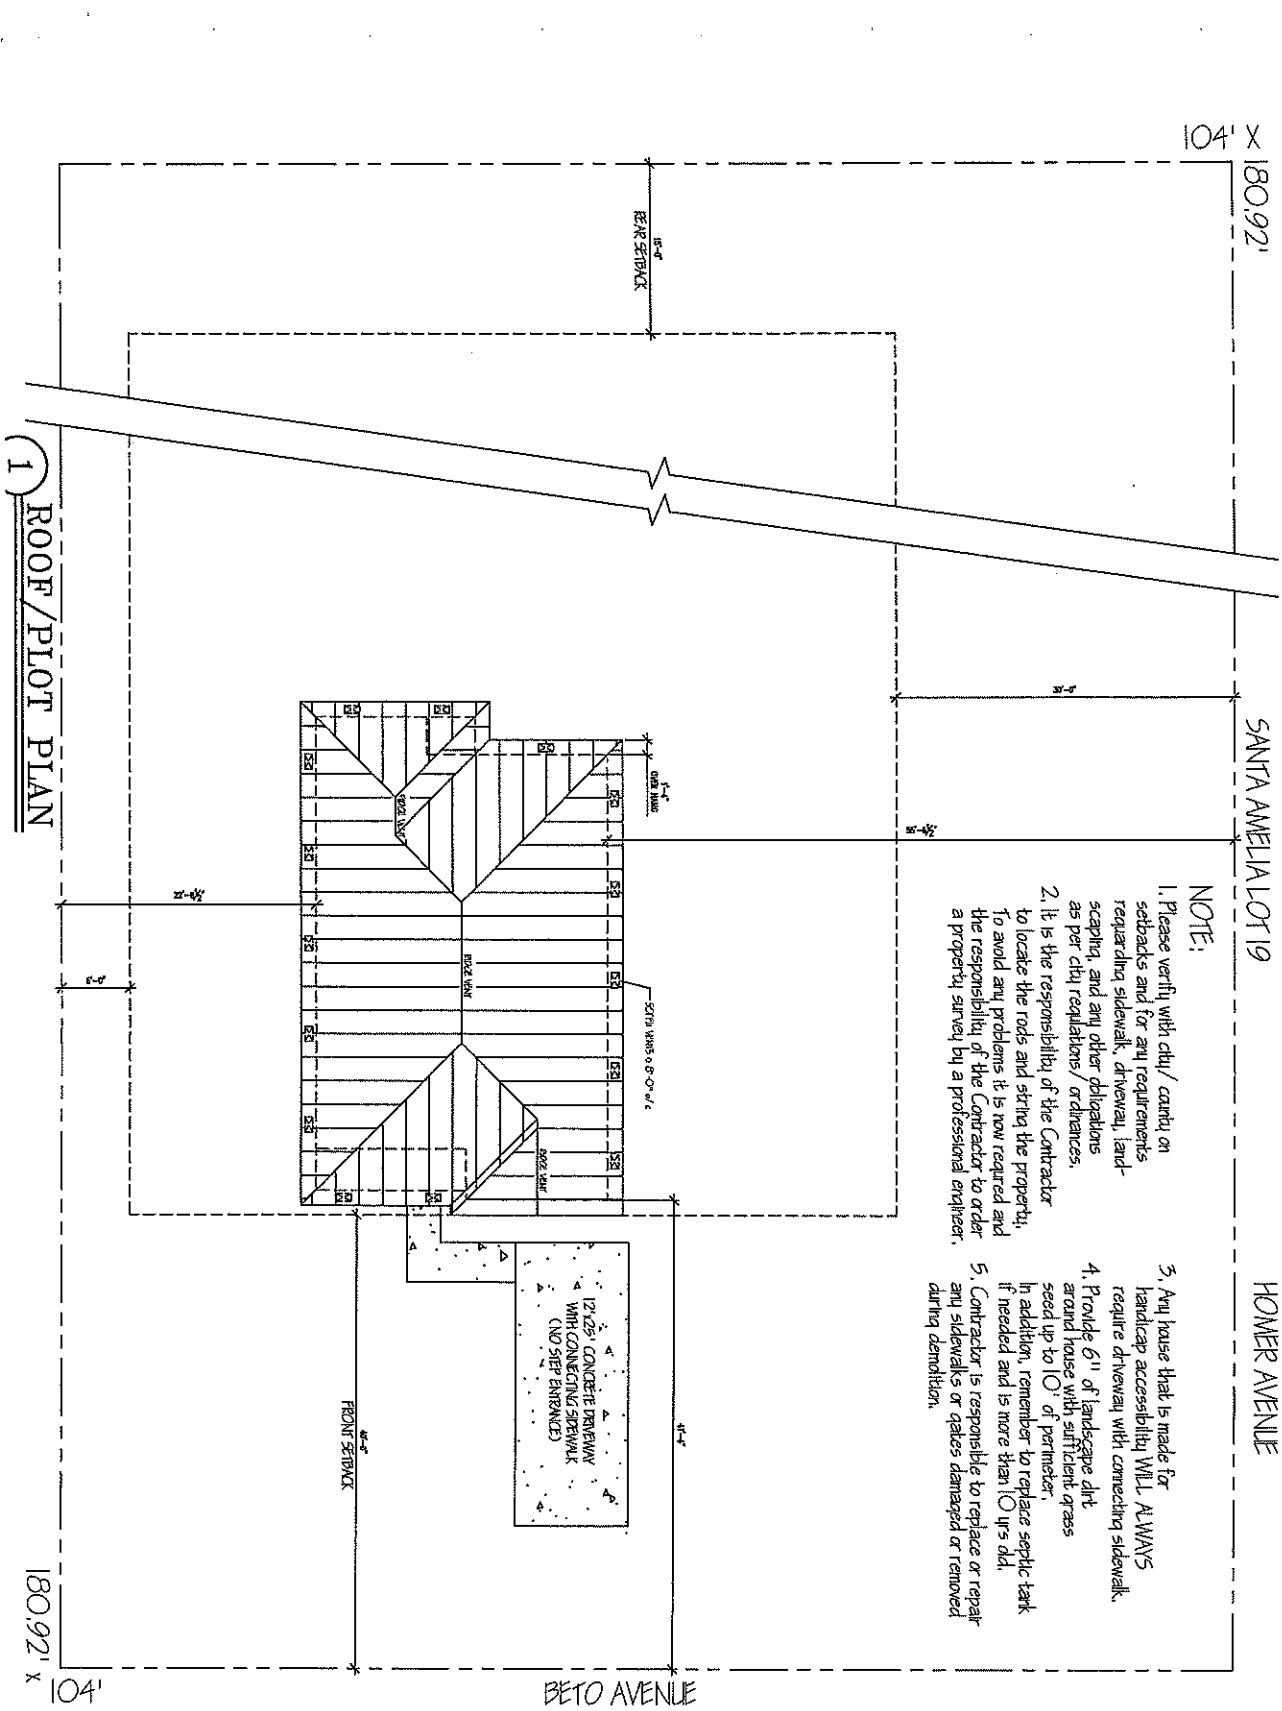 104' X 180.92'
SANTA AMELIA LOT 19
HOMER AVENUE
NOTE:
1. Please verify with city/ county on
setbacks and for any requirements
requarding sidewalk, driveway, land-
scaping, and any other obligations
as per city regulations/ ordinances.
2. It is the responsibility of the Contractor
to locate the rods and string the property.
To avoid any problems it is now required and
the responsibility of the Contractor to order
a property survey by a professional engineer.
3. Any house that is made for
handicap accessibility WILL ALWAYS
require driveway with connecting sidewalk.
4. Provide 6" of landscape dirt
around house with sufficient grass
seed up to 10' of perimeter.
In addition, remember to replace septic tank
if needed and is more than 10 yrs old.
5. Contractor is responsible to replace or repair
any sidewalks or gates damaged or removed
during demolition.
REAR SETBACK
OVER HANG
SOFFIT VENTS @ 8'-0" o/c
RIDGE VENT
RIDGE VENT
RIDGE VENT
12'x25' CONCRETE DRIVEWAY
WITH CONNECTING SIDEWALK
(NO STEP ENTRANCE)
FRONT SETBACK
BETO AVENUE
180.92' x 104'
1
ROOF/PLOT PLAN